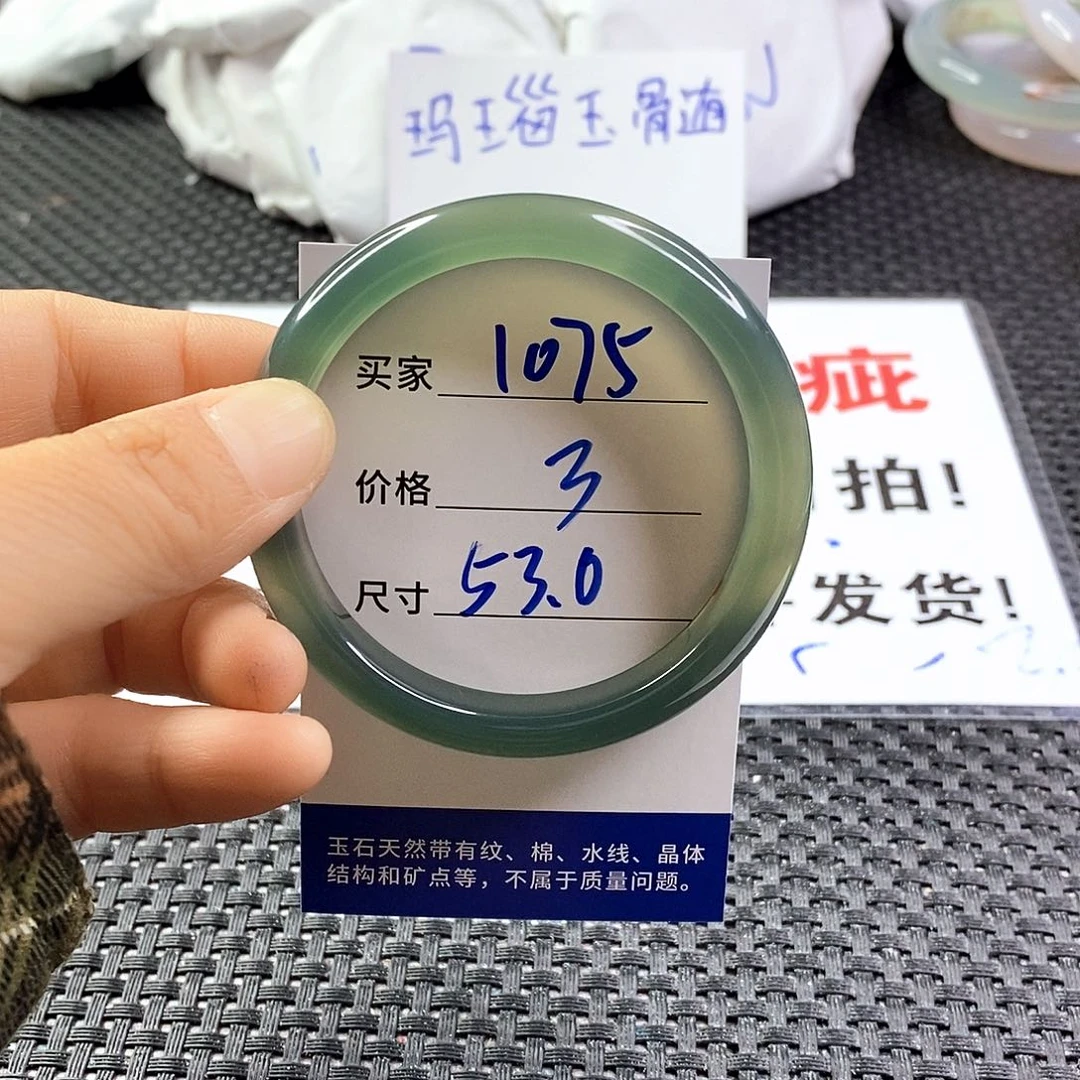 玛瑙玉骨髓
买家 1075
价格 3
尺寸 53.0
疵
拍!
发货!
玉石天然带有纹、棉、水线、晶体
结构和矿点等，不属于质量问题。